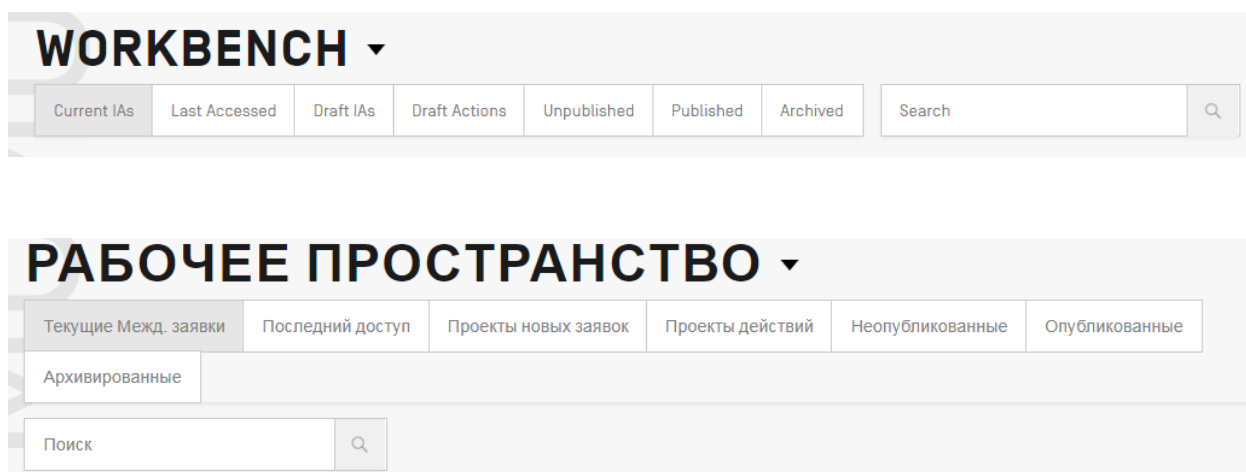 WORKBENCH
Current IAs Last Accessed Draft IAs Draft Actions Unpublished Published Archived Search
РАБОЧЕЕ ПРОСТРАНСТВО
Текущие Межд. заявки Последний доступ Проекты новых заявок Проекты действий Неопубликованные Опубликованные
Архивированные
Поиск